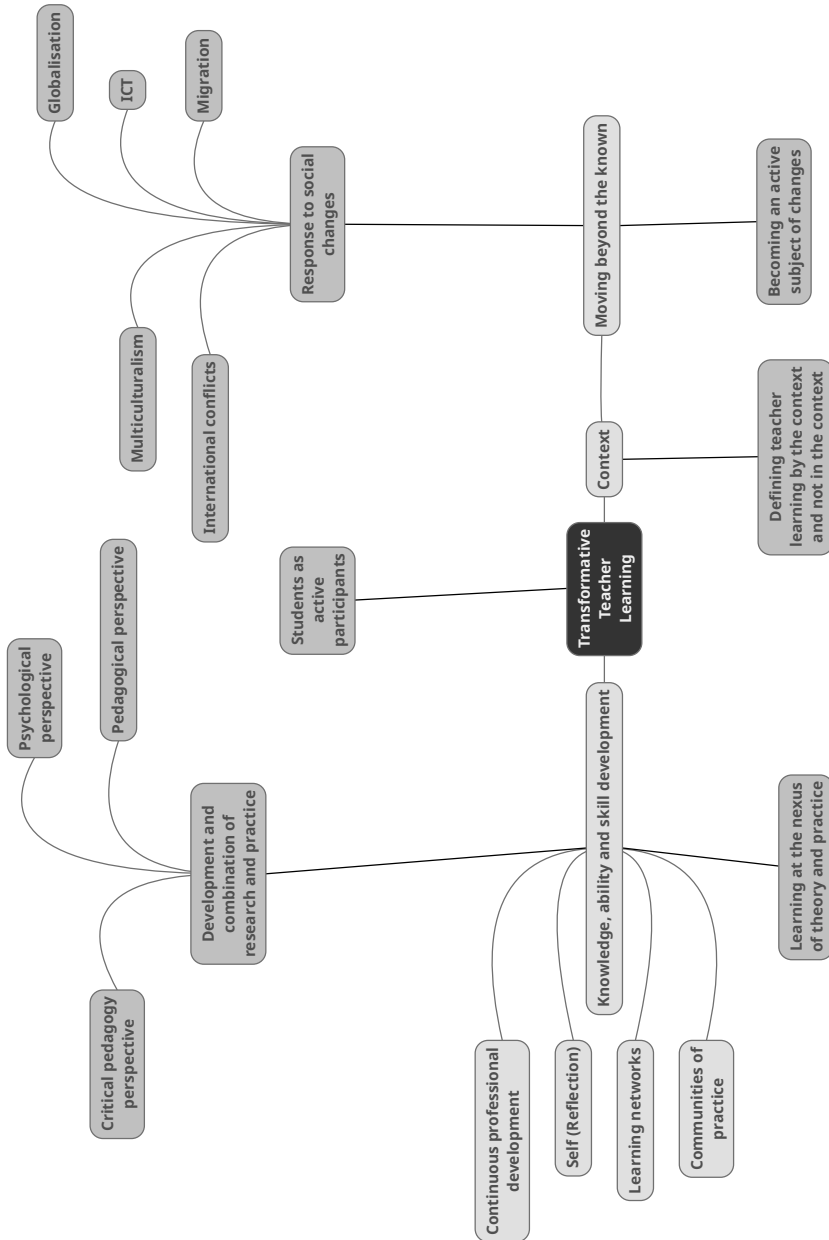 Psychological
perspective
Pedagogical perspective
Critical pedagogy
perspective
Development and
combination of
research and practice
Students as
active
participants
Globalisation
ICT
Migration
Multiculturalism
International conflicts
Response to social
changes
Continuous professional
development
Self (Reflection)
Learning networks
Communities of
practice
Knowledge, ability and skill development
Transformative
Teacher
Learning
Context
Moving beyond the known
Learning at the nexus
of theory and practice
Defining teacher
learning by the context
and not in the context
Becoming an active
subject of changes